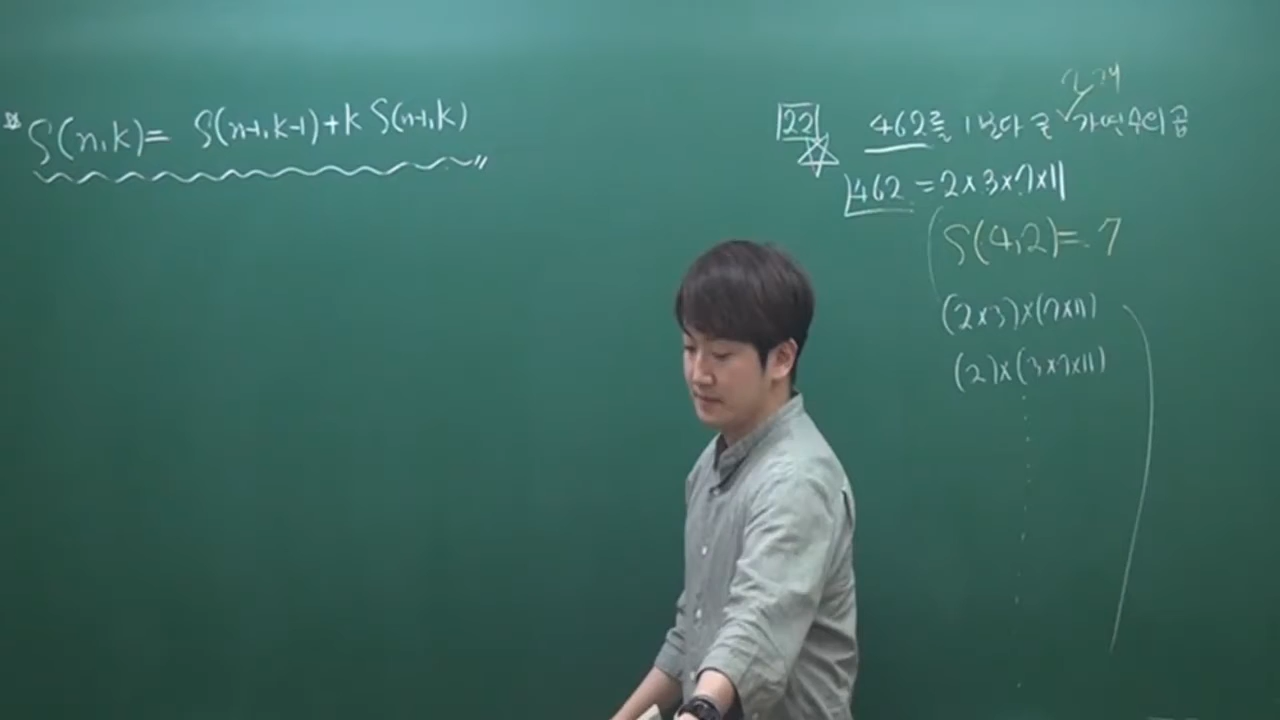 S(n,k)= S(n-1,k-1)+k S(n-1,k)
22 462를 1보다 큰 자연수의 곱
2개
462 = 2×3×7×11
S(4,2)= 7
(2×3)×(7×11)
(2)×(3×7×11)